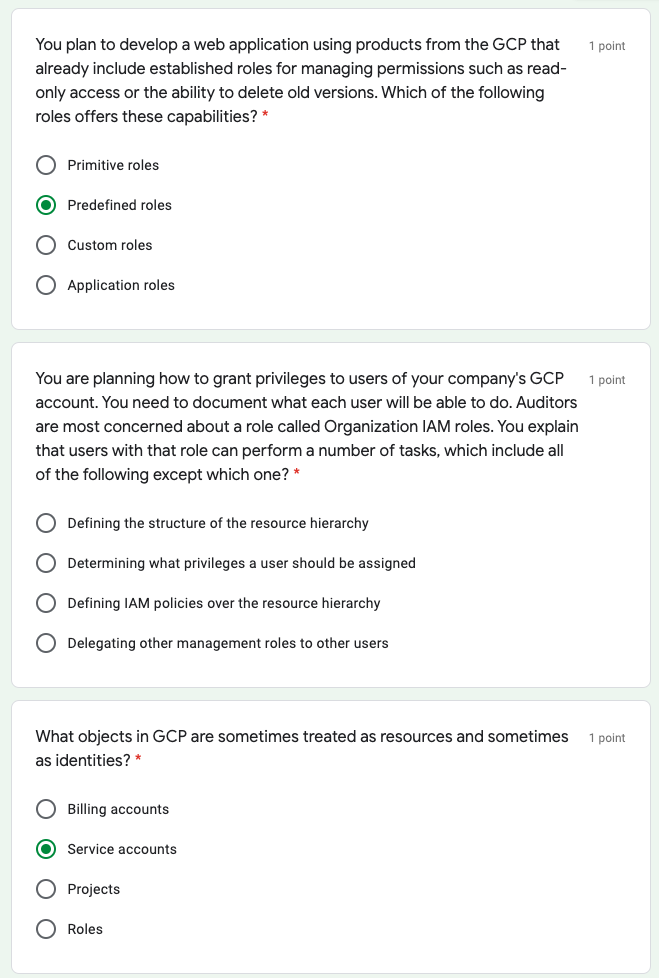 You plan to develop a web application using products from the GCP that
1 point
already include established roles for managing permissions such as read-
only access or the ability to delete old versions. Which of the following
roles offers these capabilities? *
Primitive roles
Predefined roles
Custom roles
Application roles
You are planning how to grant privileges to users of your company's GCP
1 point
account. You need to document what each user will be able to do. Auditors
are most concerned about a role called Organization IAM roles. You explain
that users with that role can perform a number of tasks, which include all
of the following except which one? *
Defining the structure of the resource hierarchy
Determining what privileges a user should be assigned
Defining IAM policies over the resource hierarchy
Delegating other management roles to other users
What objects in GCP are sometimes treated as resources and sometimes
1 point
as identities? *
Billing accounts
Service accounts
Projects
Roles